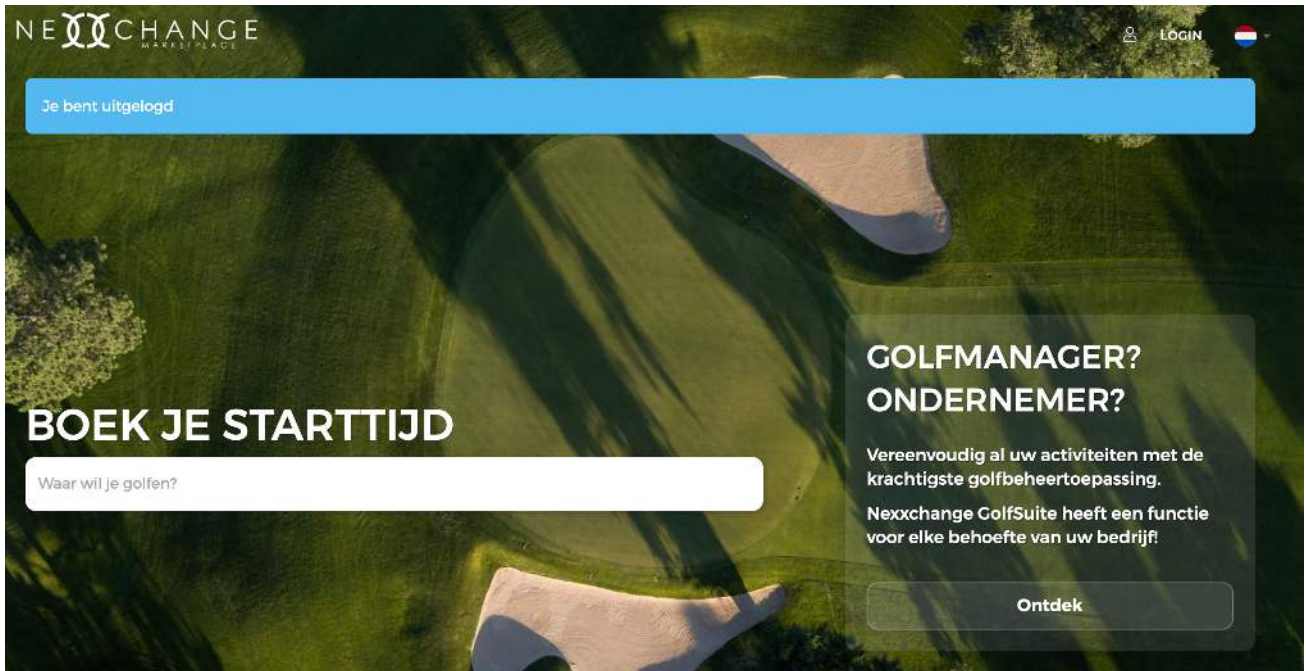 NEXXCHANGE
MARKETPLACE
LOGIN
Je bent uitgelogd
BOEK JE STARTTIJD
Waar wil je golfen?
GOLFMANAGER?
ONDERNEMER?
Vereenvoudig al uw activiteiten met de
krachtigste golfbeheertoepassing.
Nexxchange GolfSuite heeft een functie
voor elke behoefte van uw bedrijf!
Ontdek